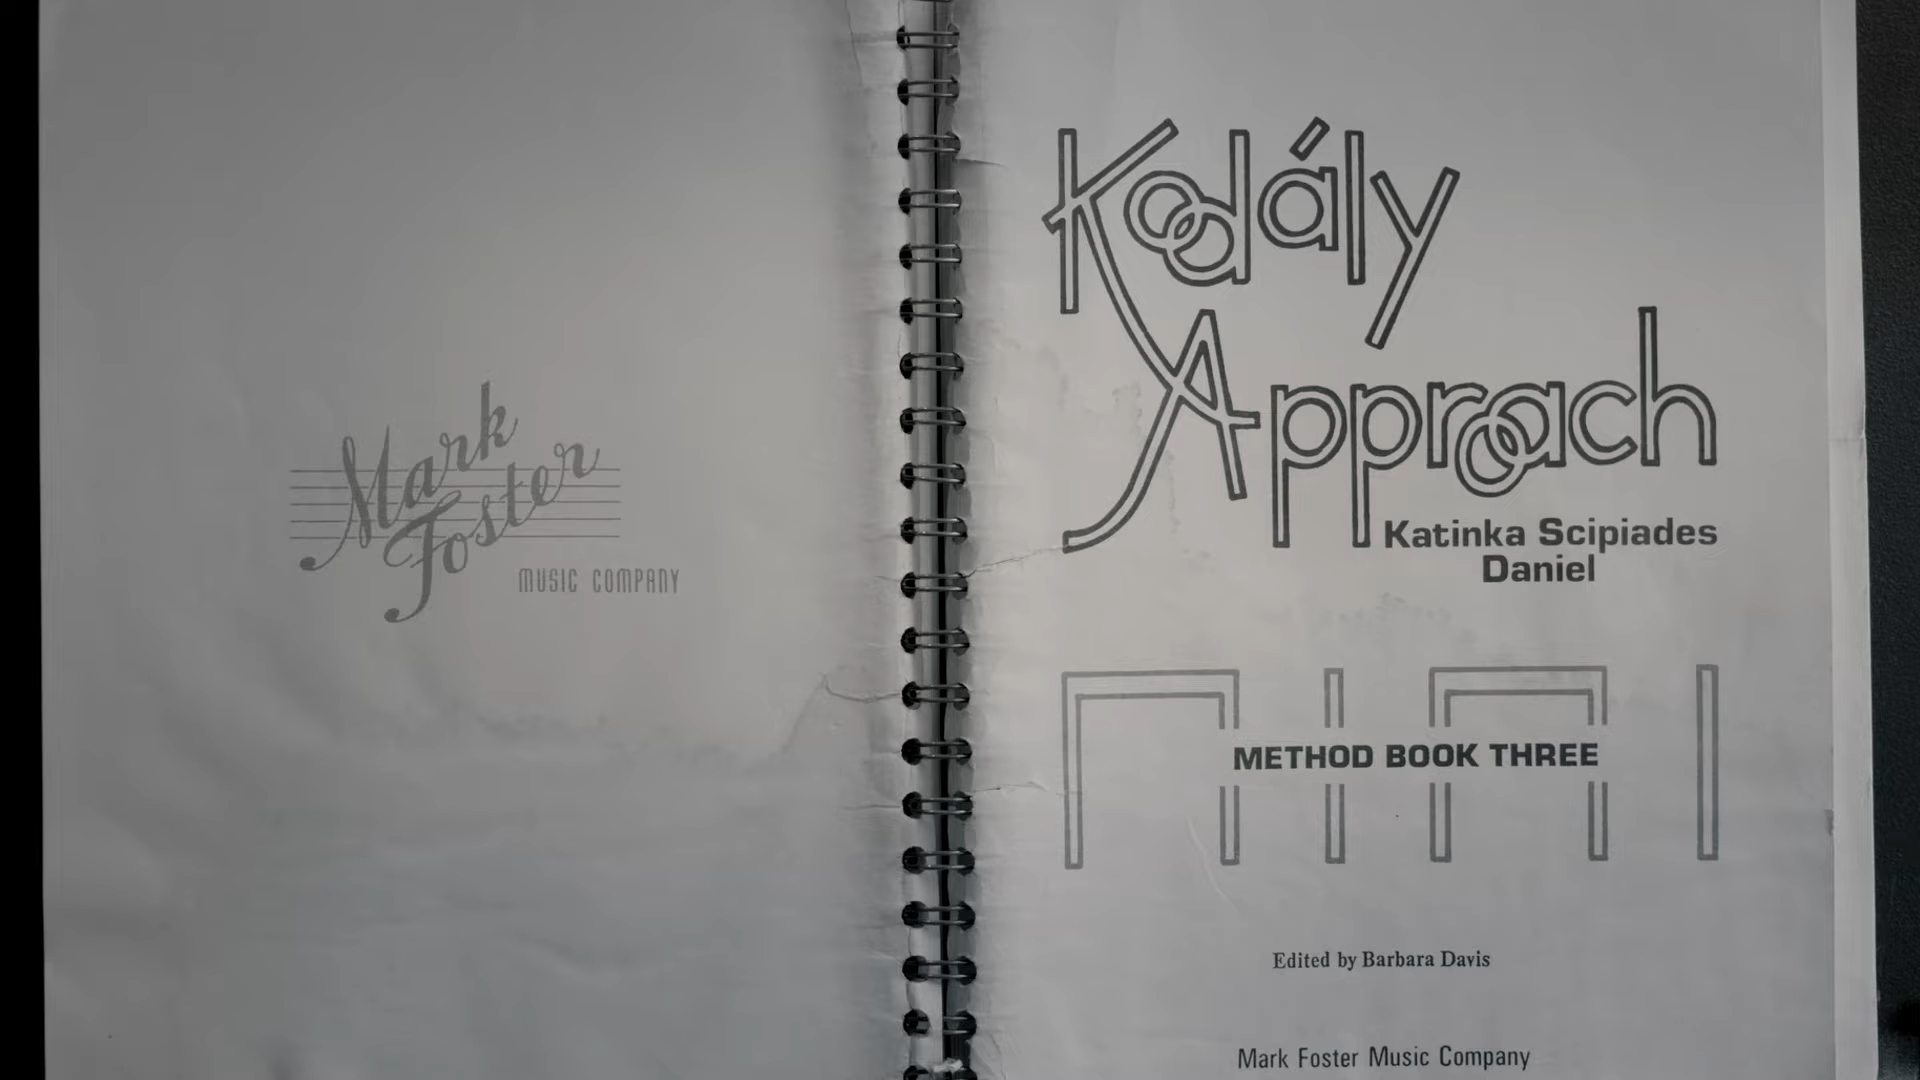 Mark
Foster
MUSIC COMPANY
Kodály
Approach
Katinka Scipiades
Daniel
METHOD BOOK THREE
Edited by Barbara Davis
Mark Foster Music Company